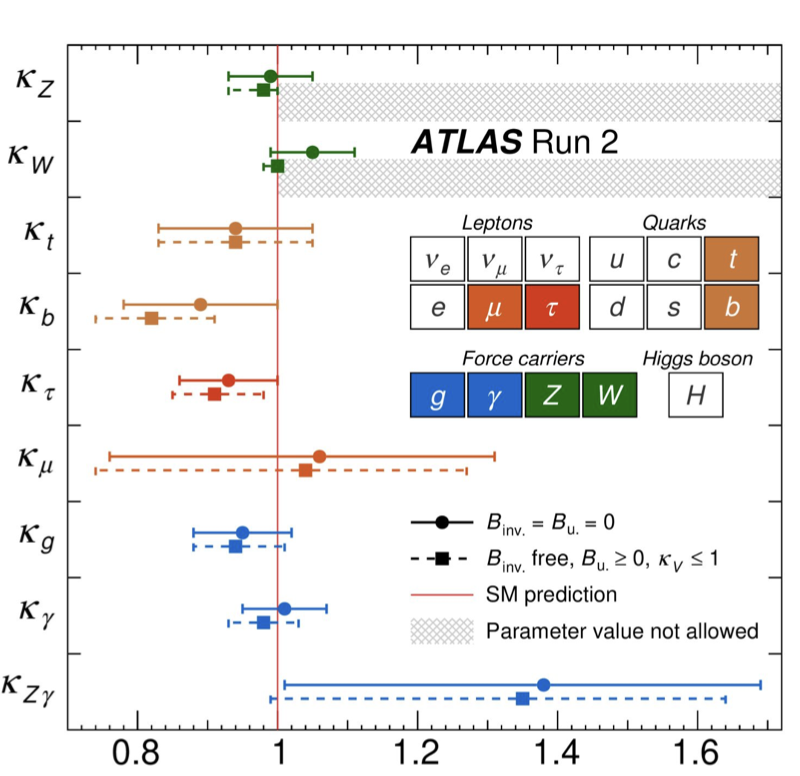 κZ
κW
ATLAS Run 2
κt
Leptons Quarks
νe νμ ντ u c t
κb
e μ τ d s b
Force carriers Higgs boson
κτ
g γ Z W H
κμ
κg
Binv. = Bu. = 0
Binv. free, Bu. ≥ 0, κV ≤ 1
κγ
SM prediction
Parameter value not allowed
κZγ
0.8 1 1.2 1.4 1.6